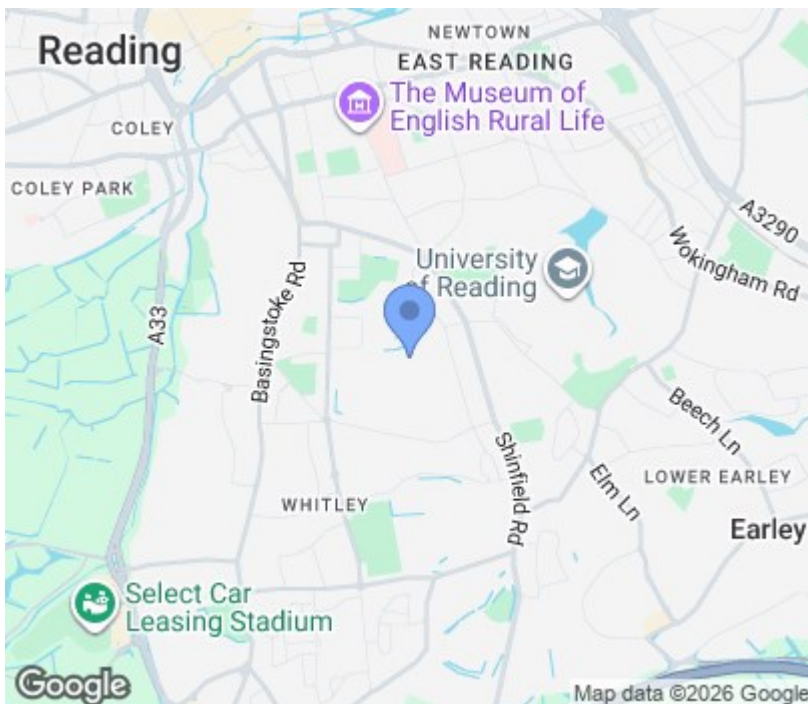 Reading
NEWTOWN
EAST READING
The Museum of
English Rural Life
COLEY
COLEY PARK
A3290
Wokingham Rd
University
of Reading
A33
Basingstoke Rd
Shinfield Rd
Beech Ln
Elm Ln
LOWER EARLEY
WHITLEY
Earley
Select Car
Leasing Stadium
Google
Map data ©2026 Google